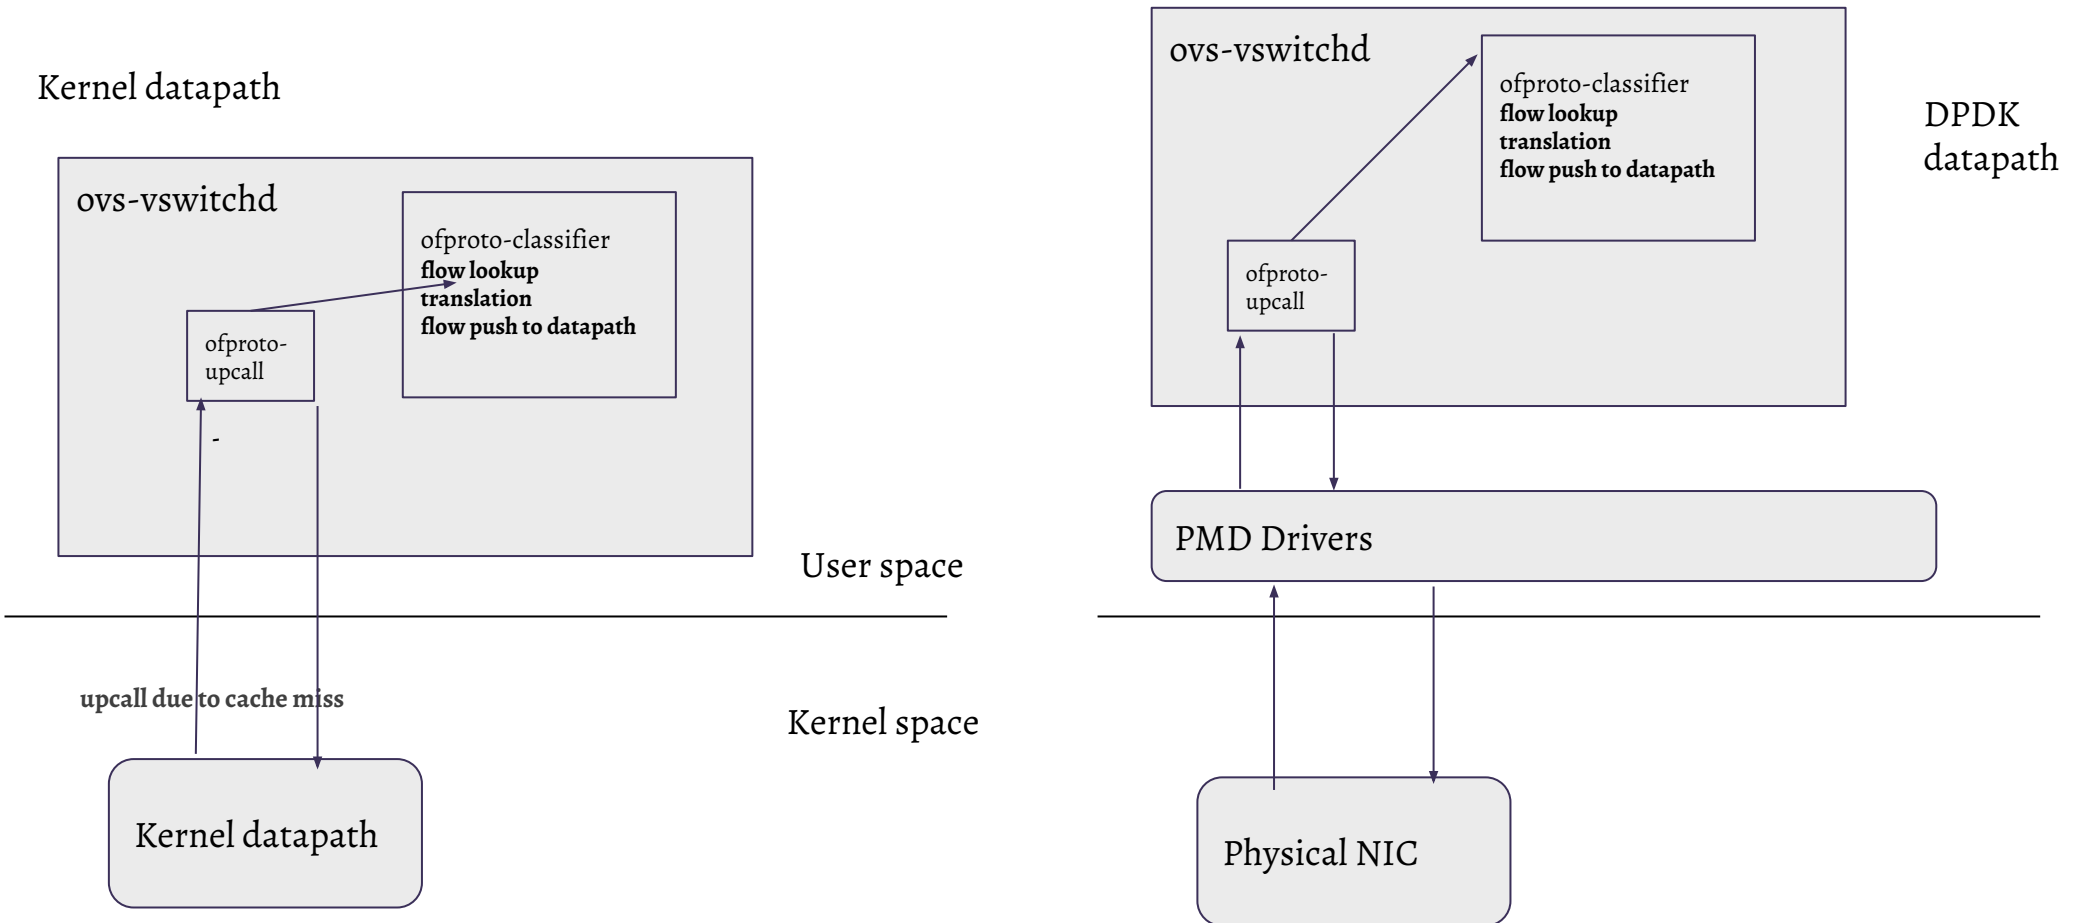 Kernel datapath
ovs-vswitchd
ofproto-classifier
flow lookup
translation
flow push to datapath
ofproto-
upcall
-
User space
upcall due to cache miss
Kernel space
Kernel datapath
ovs-vswitchd
ofproto-classifier
flow lookup
translation
flow push to datapath
DPDK
datapath
ofproto-
upcall
PMD Drivers
Physical NIC